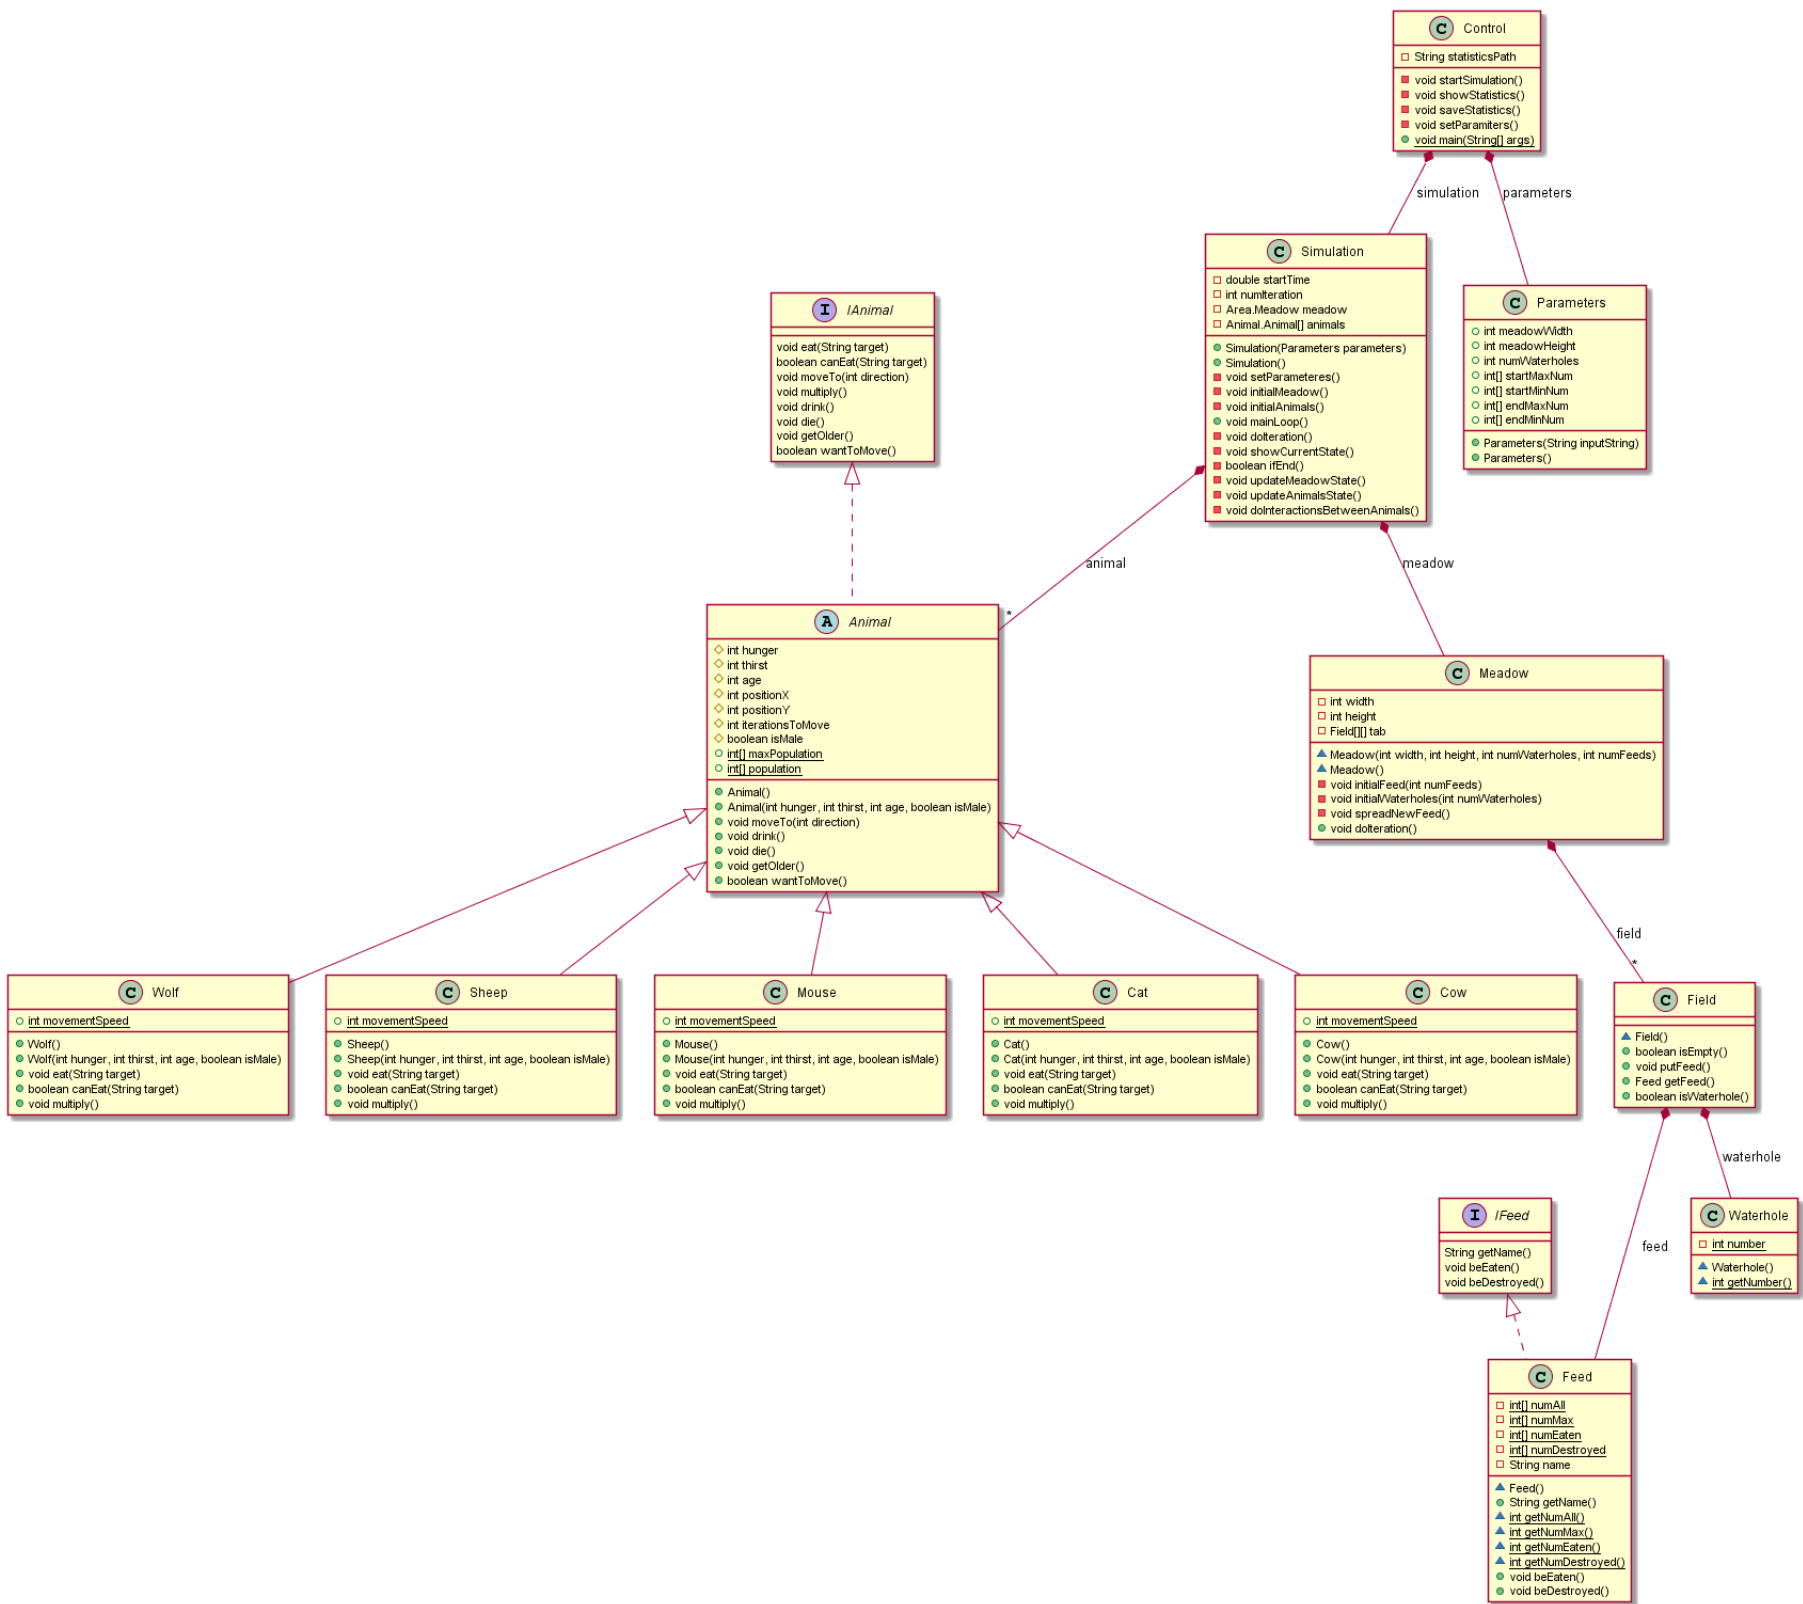 C Control
String statisticsPath
void startSimulation()
void showStatistics()
void saveStatistics()
void setParamiters()
void main(String[] args)
simulation
parameters
C Simulation
double startTime
int numIteration
Area.Meadow meadow
Animal.Animal[] animals
Simulation(Parameters parameters)
Simulation()
void setParameteres()
void initialMeadow()
void initialAnimals()
void mainLoop()
void doIteration()
void showCurrentState()
boolean ifEnd()
void updateMeadowState()
void updateAnimalsState()
void doInteractionsBetweenAnimals()
C Parameters
int meadowWidth
int meadowHeight
int numWaterholes
int[] startMaxNum
int[] startMinNum
int[] endMaxNum
int[] endMinNum
Parameters(String inputString)
Parameters()
I IAnimal
void eat(String target)
boolean canEat(String target)
void moveTo(int direction)
void multiply()
void drink()
void die()
void getOlder()
boolean wantToMove()
animal
*
meadow
A Animal
int hunger
int thirst
int age
int positionX
int positionY
int iterationsToMove
boolean isMale
int[] maxPopulation
int[] population
Animal()
Animal(int hunger, int thirst, int age, boolean isMale)
void moveTo(int direction)
void drink()
void die()
void getOlder()
boolean wantToMove()
C Meadow
int width
int height
Field[][] tab
Meadow(int width, int height, int numWaterholes, int numFeeds)
Meadow()
void initialFeed(int numFeeds)
void initialWaterholes(int numWaterholes)
void spreadNewFeed()
void doIteration()
field
*
C Wolf
int movementSpeed
Wolf()
Wolf(int hunger, int thirst, int age, boolean isMale)
void eat(String target)
boolean canEat(String target)
void multiply()
C Sheep
int movementSpeed
Sheep()
Sheep(int hunger, int thirst, int age, boolean isMale)
void eat(String target)
boolean canEat(String target)
void multiply()
C Mouse
int movementSpeed
Mouse()
Mouse(int hunger, int thirst, int age, boolean isMale)
void eat(String target)
boolean canEat(String target)
void multiply()
C Cat
int movementSpeed
Cat()
Cat(int hunger, int thirst, int age, boolean isMale)
void eat(String target)
boolean canEat(String target)
void multiply()
C Cow
int movementSpeed
Cow()
Cow(int hunger, int thirst, int age, boolean isMale)
void eat(String target)
boolean canEat(String target)
void multiply()
C Field
Field()
boolean isEmpty()
void putFeed()
Feed getFeed()
boolean isWaterhole()
waterhole
feed
I IFeed
String getName()
void beEaten()
void beDestroyed()
C Waterhole
int number
Waterhole()
int getNumber()
C Feed
int[] numAll
int[] numMax
int[] numEaten
int[] numDestroyed
String name
Feed()
String getName()
int getNumAll()
int getNumMax()
int getNumEaten()
int getNumDestroyed()
void beEaten()
void beDestroyed()